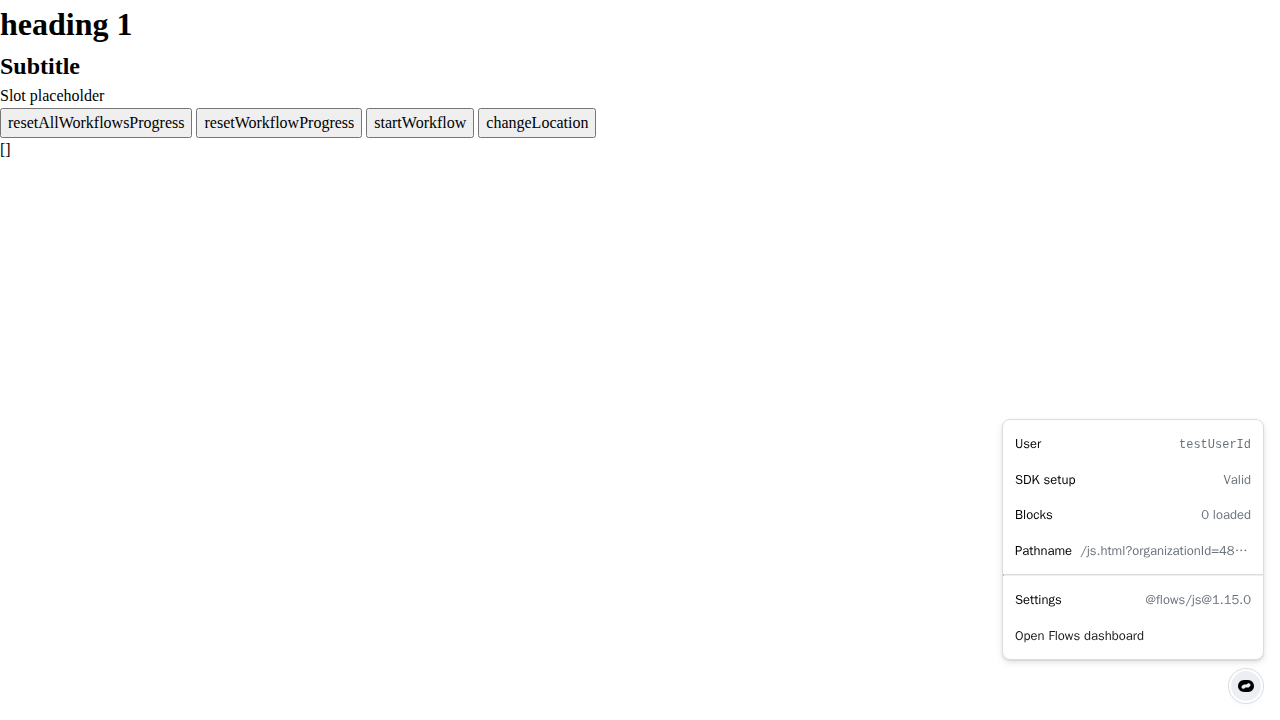 heading 1
Subtitle
Slot placeholder
resetAllWorkflowsProgress resetWorkflowProgress startWorkflow changeLocation
[]
User testUserId
SDK setup Valid
Blocks 0 loaded
Pathname /js.html?organizationId=48…
Settings @flows/js@1.15.0
Open Flows dashboard